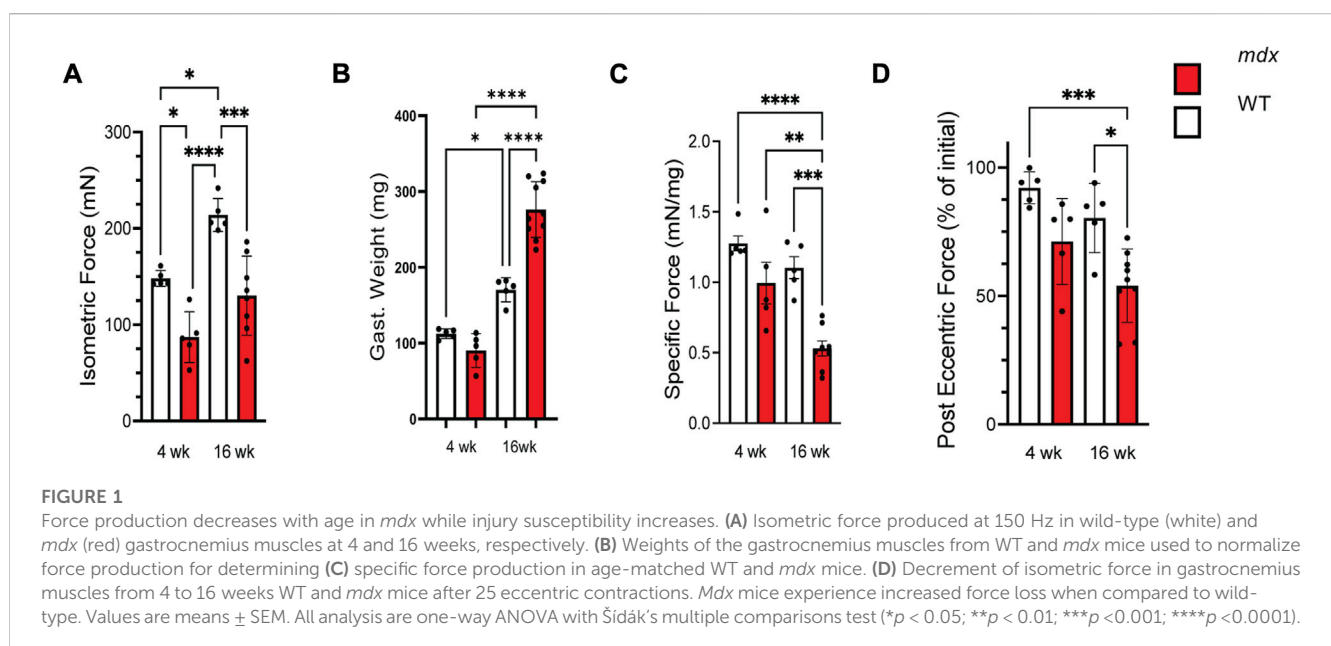 A
B
C
D
mdx
WT
* * **** ***
Isometric Force (mN)
300
200
100
0
4 wk 16 wk
**** * ****
Gast. Weight (mg)
400
300
200
100
0
4 wk 16wk
**** ** ***
Specific Force (mN/mg)
2.0
1.5
1.0
0.5
0.0
4 wk 16 wk
*** *
Post Eccentric Force (% of initial)
100
50
0
4 wk 16 wk
FIGURE 1
Force production decreases with age in mdx while injury susceptibility increases. (A) Isometric force produced at 150 Hz in wild-type (white) and
mdx (red) gastrocnemius muscles at 4 and 16 weeks, respectively. (B) Weights of the gastrocnemius muscles from WT and mdx mice used to normalize
force production for determining (C) specific force production in age-matched WT and mdx mice. (D) Decrement of isometric force in gastrocnemius
muscles from 4 to 16 weeks WT and mdx mice after 25 eccentric contractions. Mdx mice experience increased force loss when compared to wild-
type. Values are means ± SEM. All analysis are one-way ANOVA with Šídák's multiple comparisons test (*p < 0.05; **p < 0.01; ***p <0.001; ****p <0.0001).